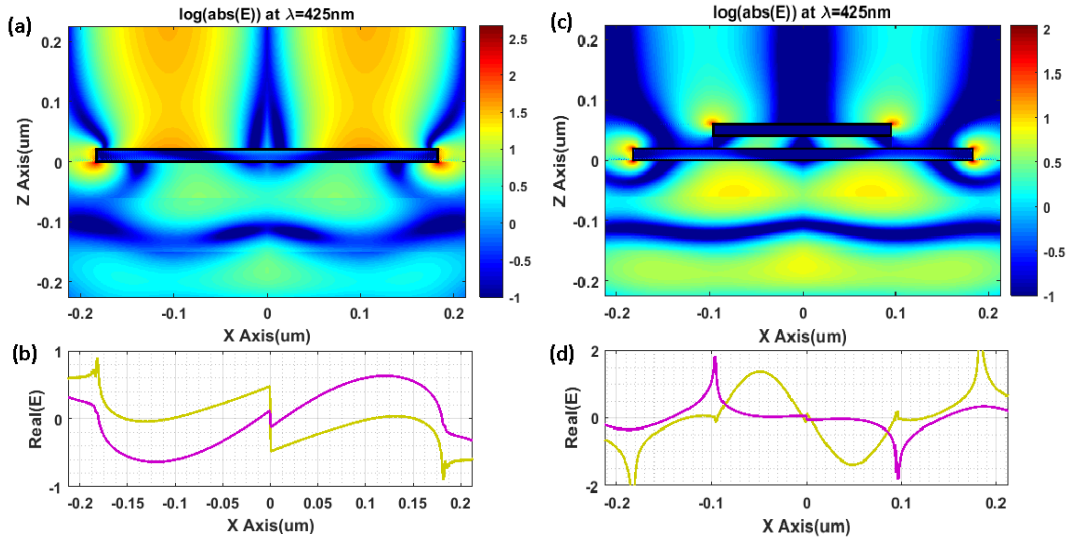 (a)
log(abs(E)) at λ=425nm
Z Axis(um)
0.2
0.1
0
-0.1
-0.2
-0.2 -0.1 0 0.1 0.2
X Axis(um)
2.5
2
1.5
1
0.5
0
-0.5
-1
(c)
log(abs(E)) at λ=425nm
Z Axis(um)
0.2
0.1
0
-0.1
-0.2
-0.2 -0.1 0 0.1 0.2
X Axis(um)
2
1.5
1
0.5
0
-0.5
-1
(b)
Real(E)
1
0
-1
-0.2 -0.15 -0.1 -0.05 0 0.05 0.1 0.15 0.2
X Axis(um)
(d)
Real(E)
2
0
-2
-0.2 -0.1 0 0.1 0.2
X Axis(um)